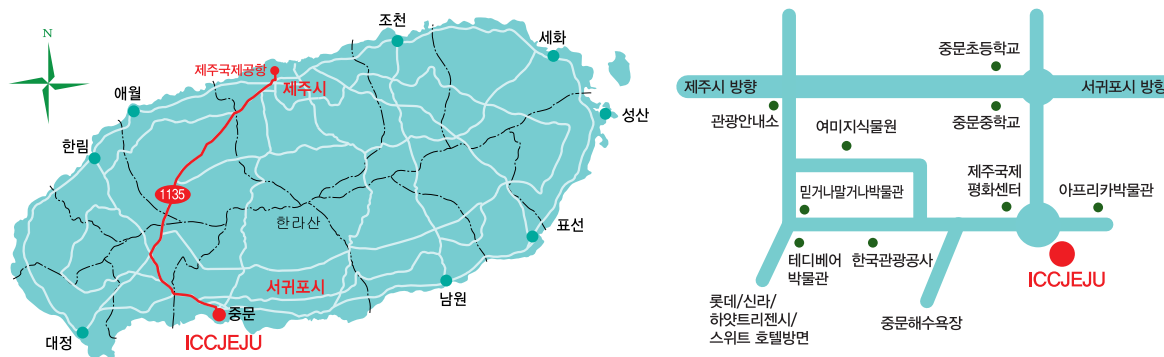 N
조천
세화
제주국제공항
제주시
애월
성산
한림
1135
한라산
표선
서귀포시
남원
중문
ICCJEJU
대정
중문초등학교
제주시 방향
서귀포시 방향
관광안내소
중문중학교
여미지식물원
제주국제
평화센터
믿거나말거나박물관
아프리카박물관
테디베어
박물관
한국관광공사
ICCJEJU
롯데/신라/
하얏트리젠시/
스위트 호텔방면
중문해수욕장